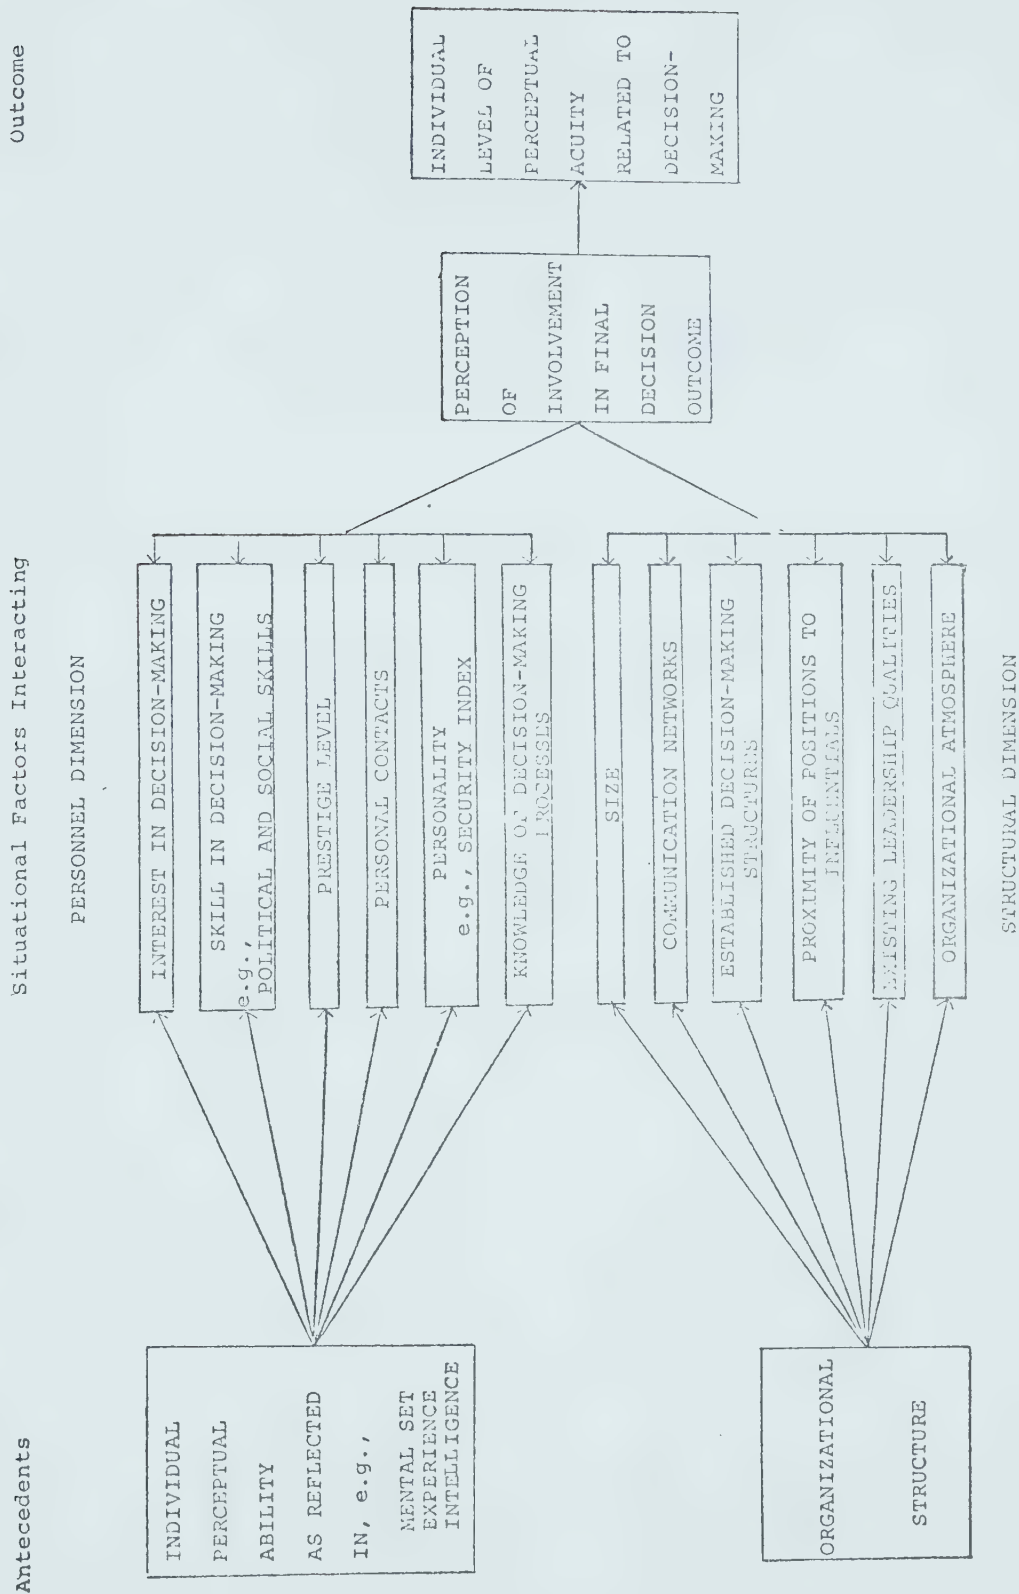 Antecedents
Situational Factors Interacting
Outcome
PERSONNEL DIMENSION
INDIVIDUAL
PERCEPTUAL
ABILITY
AS REFLECTED
IN, e.g.,
MENTAL SET
EXPERIENCE
INTELLIGENCE
ORGANIZATIONAL
STRUCTURE
INTEREST IN DECISION-MAKING
SKILL IN DECISION-MAKING
e.g.,
POLITICAL AND SOCIAL SKILLS
PRESTIGE LEVEL
PERSONAL CONTACTS
PERSONALITY
e.g., SECURITY INDEX
KNOWLEDGE OF DECISION-MAKING
PROCESSES
SIZE
COMMUNICATION NETWORKS
ESTABLISHED DECISION-MAKING
STRUCTURES
PROXIMITY OF POSITIONS TO
INFLUENTIALS
EXISTING LEADERSHIP QUALITIES
ORGANIZATIONAL ATMOSPHERE
STRUCTURAL DIMENSION
PERCEPTION
OF
INVOLVEMENT
IN FINAL
DECISION
OUTCOME
INDIVIDUAL
LEVEL OF
PERCEPTUAL
ACUITY
RELATED TO
DECISION-
MAKING